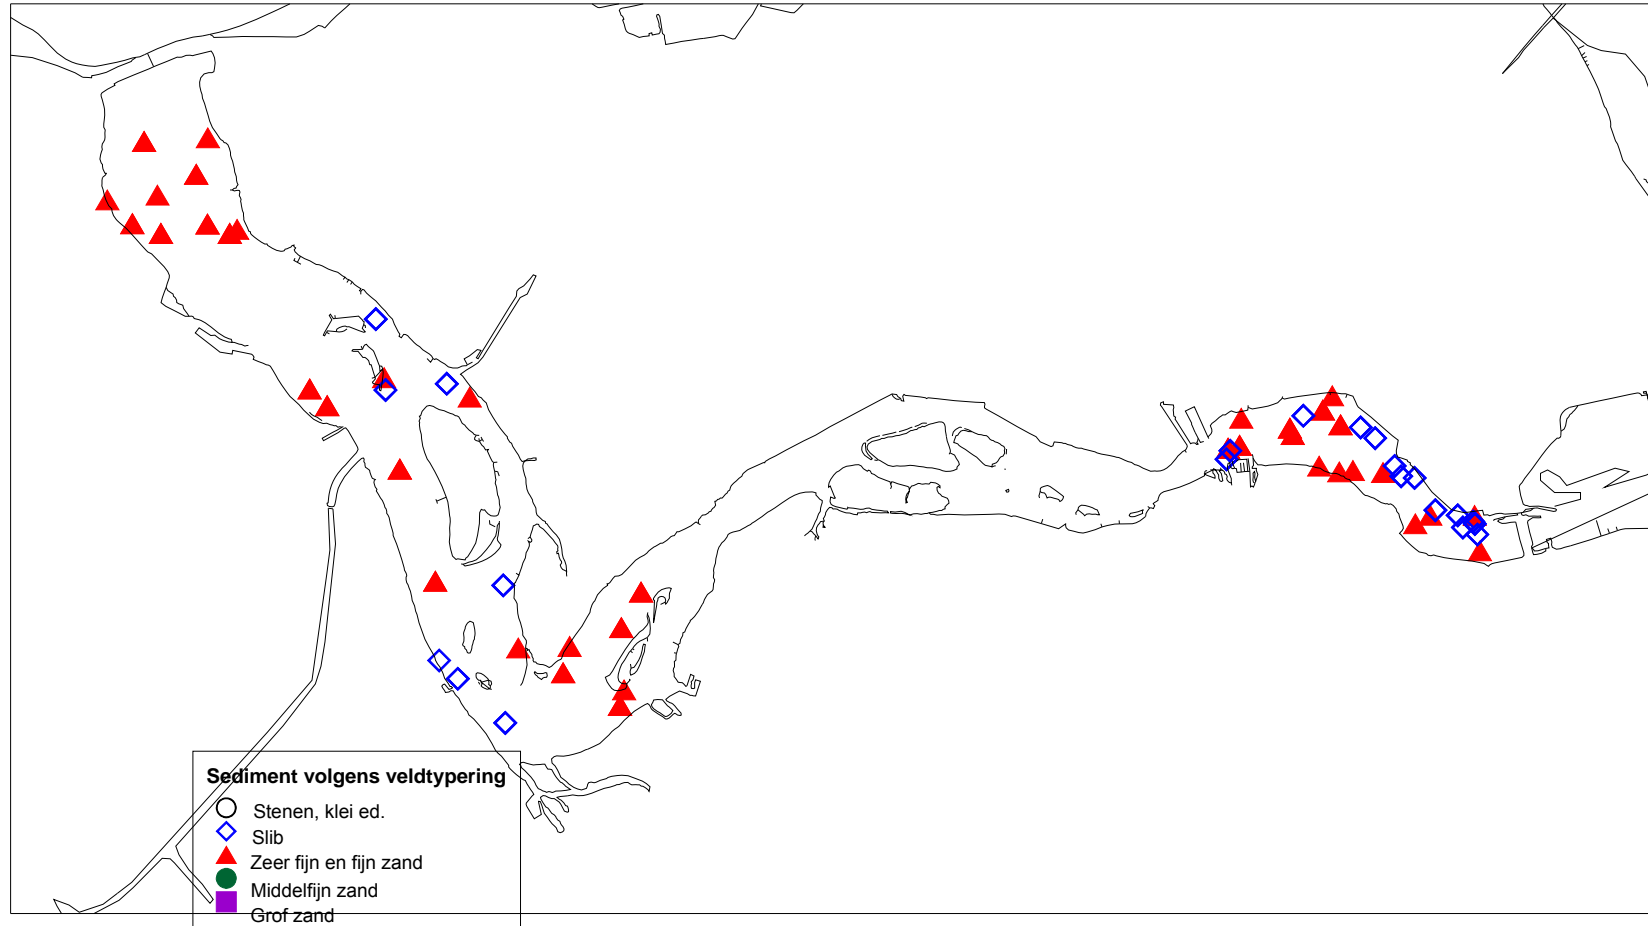 Sediment volgens veldtypering
Stenen, klei ed.
Slib
Zeer fijn en fijn zand
Middelfijn zand
Grof zand